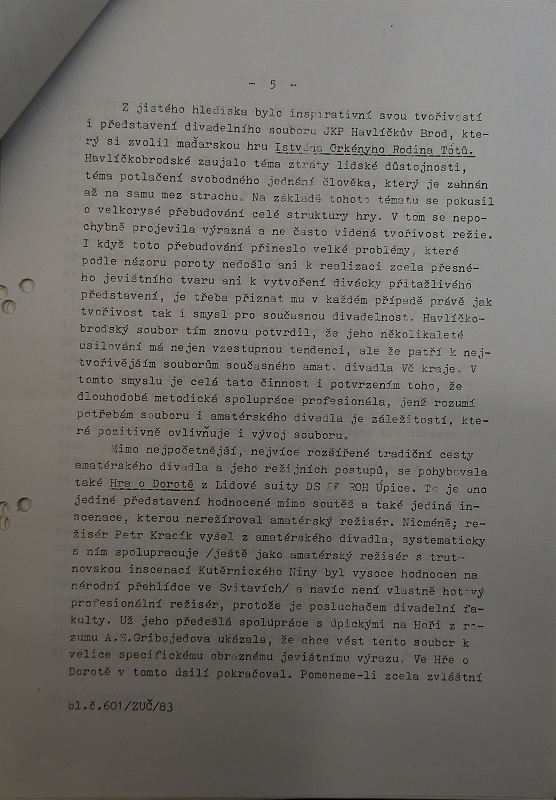 - 5 -
Z jistého hlediska bylo inspirativní svou tvořivostí
i představení divadelního souboru JKP Havlíčkův Brod, kte-
rý si zvolil maďarskou hru Istvána Orkényho Rodina Tótů.
Havlíčkobrodské zaujalo téma ztráty lidské důstojnosti,
téma potlačení svobodného jednání člověka, který je zahnán
až na samu mez strachu. Na základě tohoto tématu se pokusil
o velkorysé přebudování celé struktury hry. V tom se nepo-
chybně projevila výrazná a ne často vídená tvořivost režie.
I když toto přebudování přineslo velké problémy, které
podle názoru poroty nedošlo ani k realizaci zcela přesné-
ho jevištního tvaru ani k vytvoření divácky přitažlivého
představení, je třeba přiznat mu v každém případě právě jak
tvořivost tak i smysl pro současnou divadelnost. Havlíčko-
brodský soubor tím znovu potvrdil, že jeho několikaleté
usilování má nejen vzestupnou tendenci, ale že patří k nej-
tvořivějším souborům současného amat. divadla Vč kraje. V
tomto smyslu je celá tato činnost i potvrzením toho, že
dlouhodobá metodická spolupráce profesionála, jenž rozumí
potřebám souboru i amatérského divadla je záležitostí, kte-
rá pozitivně ovlivňuje i vývoj souboru.
Mimo nejpočetnější, nejvíce rozšířené tradiční cesty
amatérského divadla a jeho režijních postupů, se pohybovala
také Hra o Dorotě z Lidové suity DS ROH Úpice. To je ono
jediné představení hodnocené mimo soutěž a také jediná in-
scenace, kterou nerežíroval amatérský režisér. Nicméně; re-
žisér Petr Kracík vyšel z amatérského divadla, systematicky
s ním spolupracuje /ještě jako amatérský režisér s trut-
novskou inscenací Kutěrnického Niny byl vysoce hodnocen na
národní přehlídce ve Svitavích/ a navíc není vlastně hotový
profesionální režisér, protože je posluchačem divadelní fa-
kulty. Už jeho předešlá spolupráce s úpickými na Hoři z ro-
zumu A.S.Gribojedova ukázala, že chce vést tento soubor k
velice specifickému obraznému jevištnímu výrazu. Ve Hře o
Dorotě v tomto úsilí pokračoval. Pomeneme-li zcela zvláštní
bl.č.601/ZUČ/83